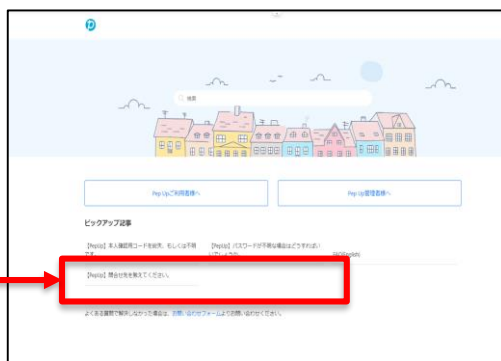 検索
Pep Upご利用者様へ
Pep Up管理者様へ
ピックアップ記事
【PepUp】本人確認用コードを紛失、もしくは不明
です。
【PepUp】パスワードが不明な場合はどうすればい
いでしょうか。
FAQ(English)
【PepUp】問合せ先を教えてください。
よくある質問で解決しなかった場合は、お問い合わせフォームよりお問い合わせください。